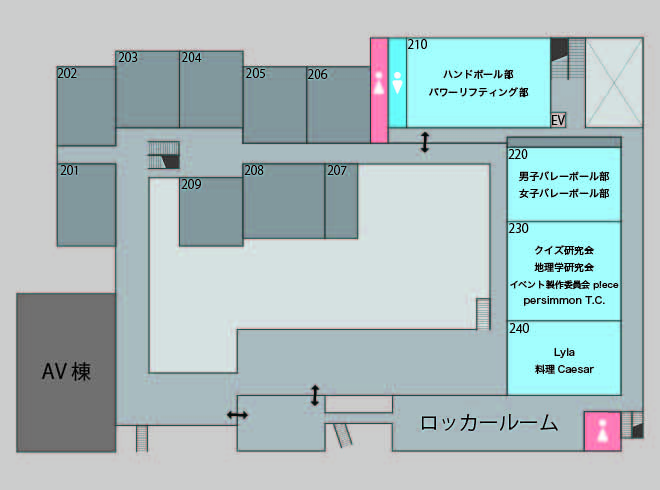 210
ハンドボール部
パワーリフティング部
203
204
202
205
206
EV
220
男子バレーボール部
女子バレーボール部
201
209
208
207
230
クイズ研究会
地理学研究会
イベント製作委員会 piece
persimmon T.C.
240
Lyla
料理 Caesar
AV 棟
ロッカールーム